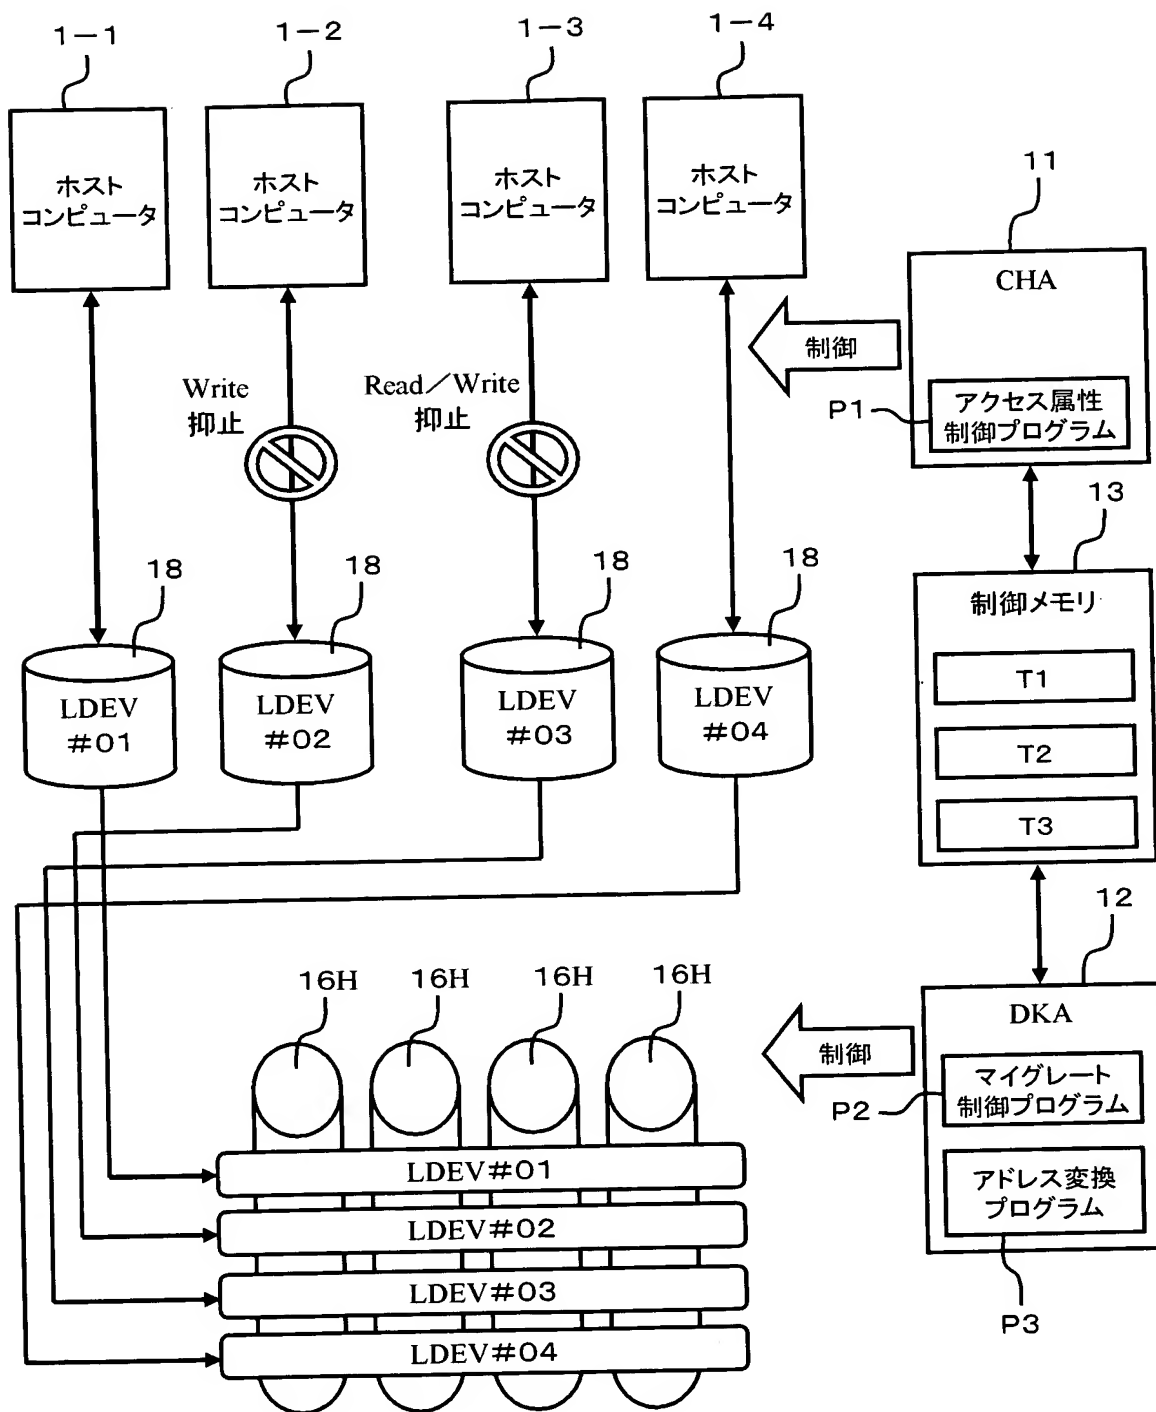 1-1
1-2
1-3
1-4
ホスト
コンピュータ
ホスト
コンピュータ
ホスト
コンピュータ
ホスト
コンピュータ
11
CHA
制御
P1
アクセス属性
制御プログラム
Write
抑止
Read/Write
抑止
13
制御メモリ
T1
T2
T3
18
18
18
18
LDEV
#01
LDEV
#02
LDEV
#03
LDEV
#04
12
DKA
制御
P2
マイグレート
制御プログラム
アドレス変換
プログラム
P3
16H
16H
16H
16H
LDEV#01
LDEV#02
LDEV#03
LDEV#04